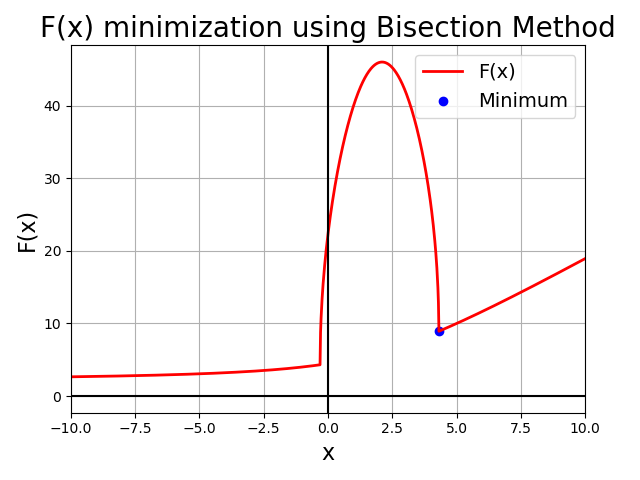 F(x) minimization using Bisection Method
F(x)
Minimum
F(x)
40
30
20
10
0
−10.0 −7.5 −5.0 −2.5 0.0 2.5 5.0 7.5 10.0
x